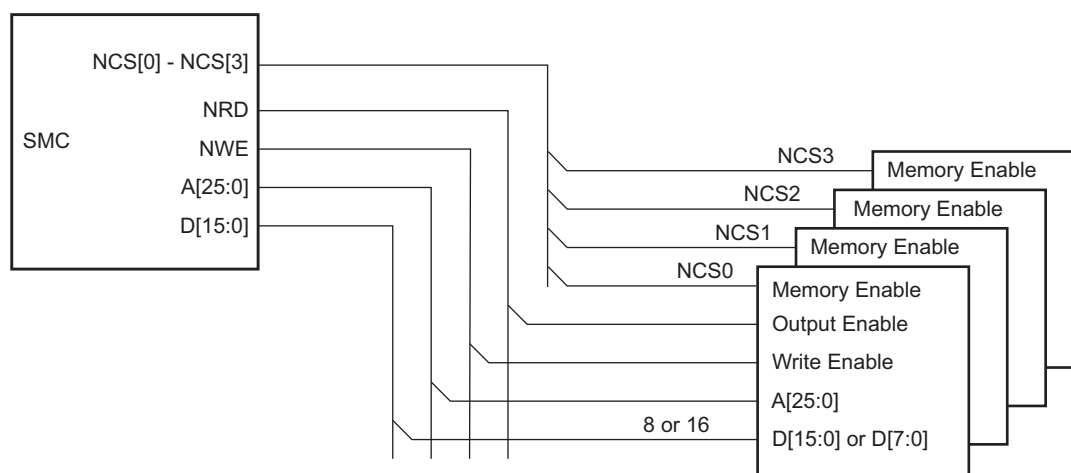 NCS[0] - NCS[3]
NRD
SMC
NWE
A[25:0]
D[15:0]
NCS3
Memory Enable
NCS2
Memory Enable
NCS1
Memory Enable
NCS0
Memory Enable
Output Enable
Write Enable
A[25:0]
8 or 16
D[15:0] or D[7:0]